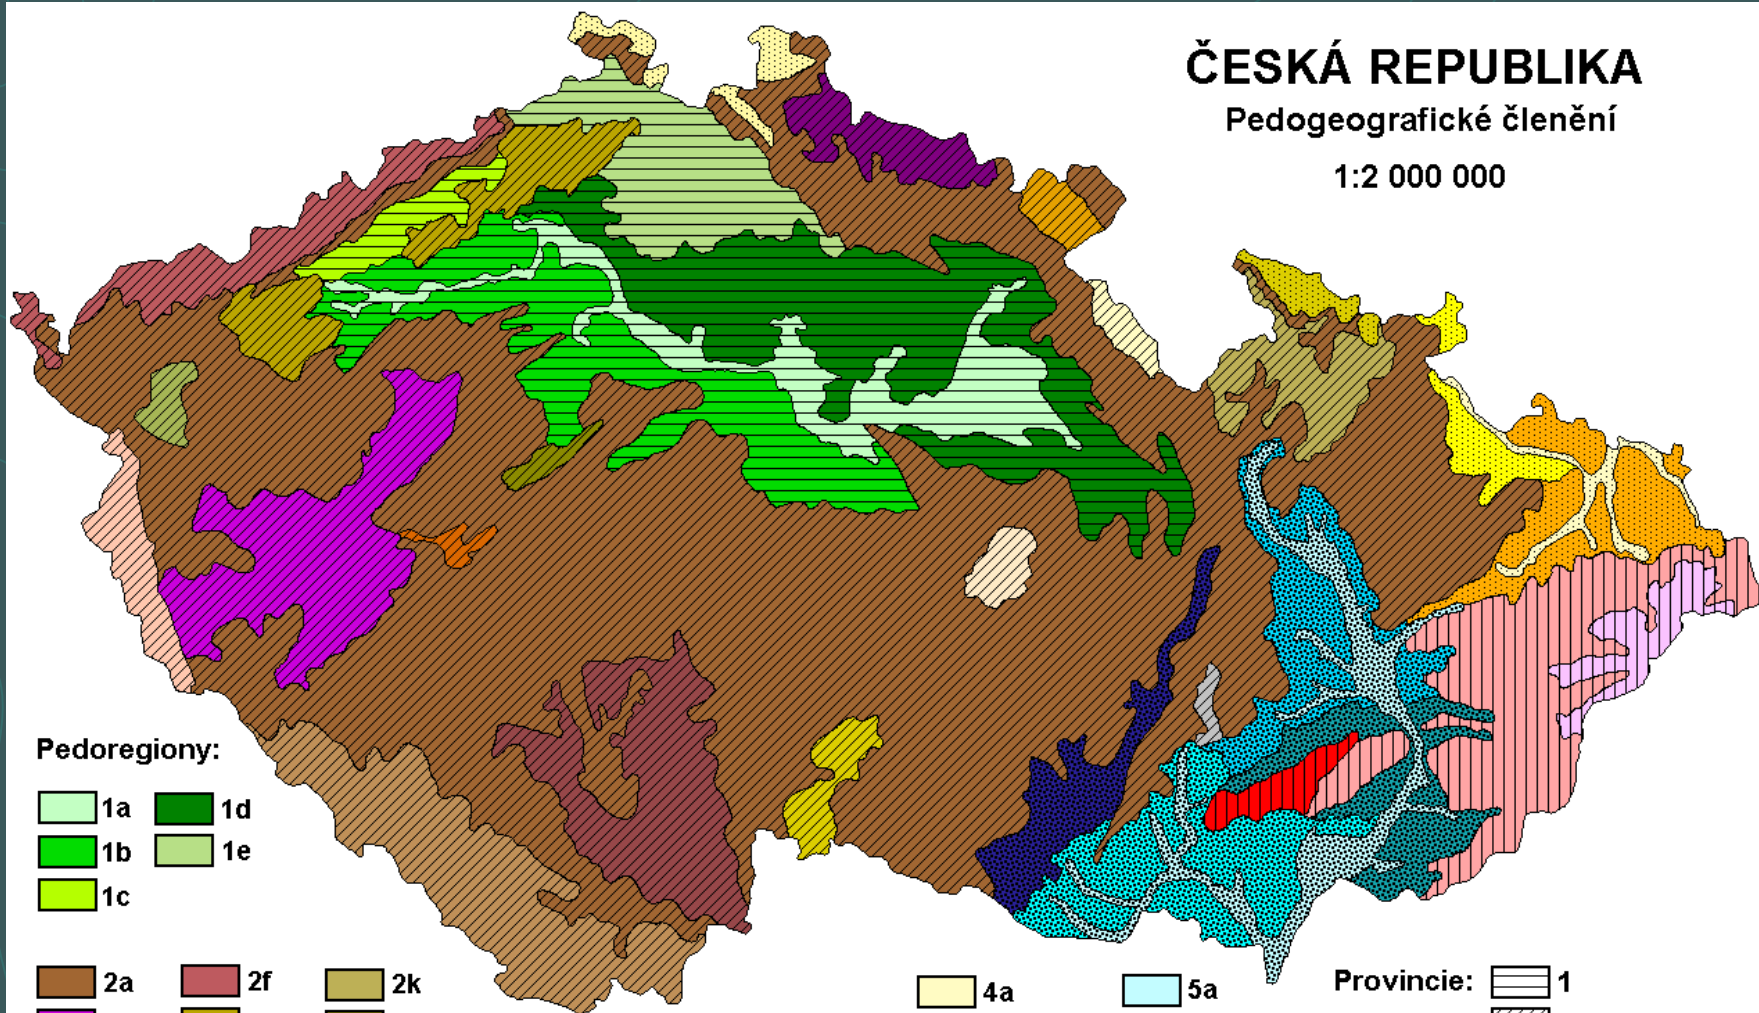 ČESKÁ REPUBLIKA
Pedogeografické členění
1:2 000 000
Pedoregiony:
1a 1d
1b 1e
1c
2a 2f 2k 4a 5a Provincie: 1